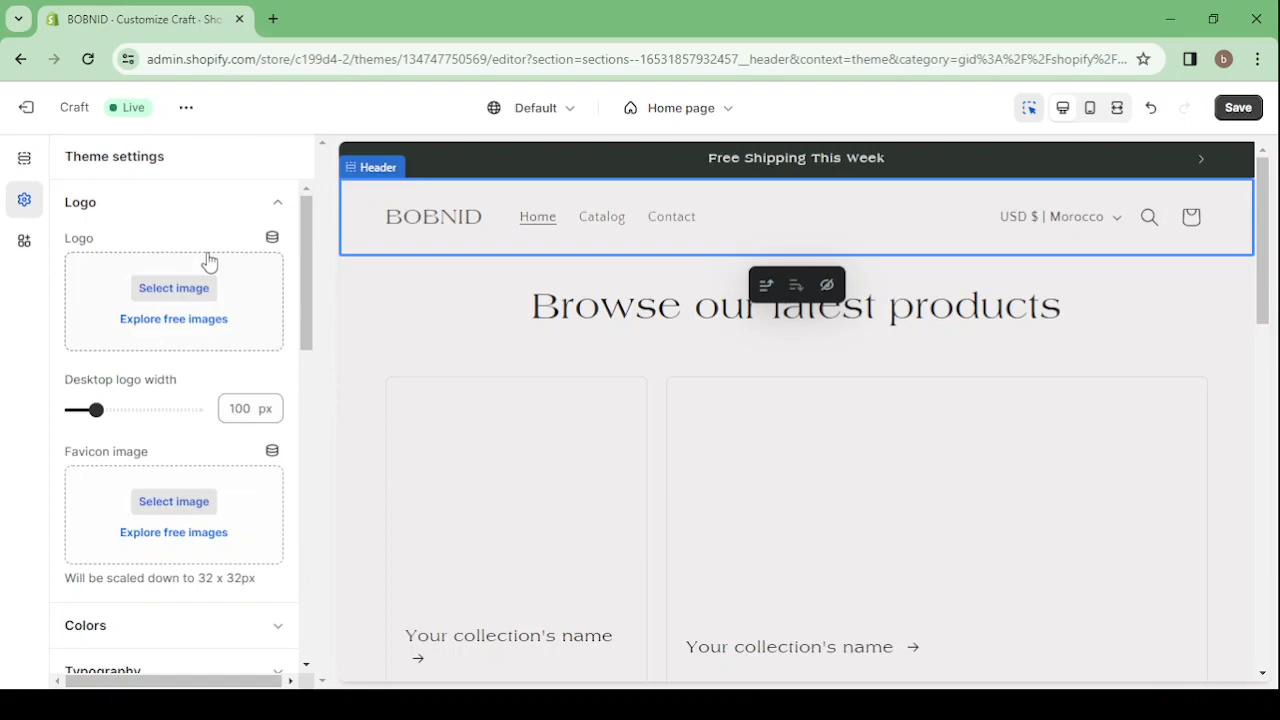 BOBNID - Customize Craft · Sho
admin.shopify.com/store/c199d4-2/themes/134747750569/editor?section=sections--16531857932457__header&context=theme&category=gid%3A%2F%2Fshopify%2F...
b
Craft
Live
Default
Home page
Save
Theme settings
Logo
Logo
Select image
Explore free images
Desktop logo width
100 px
Favicon image
Select image
Explore free images
Will be scaled down to 32 x 32px
Colors
Typography
Free Shipping This Week
Header
BOBNID
Home
Catalog
Contact
USD $ | Morocco
Browse our latest products
Your collection's name
Your collection's name